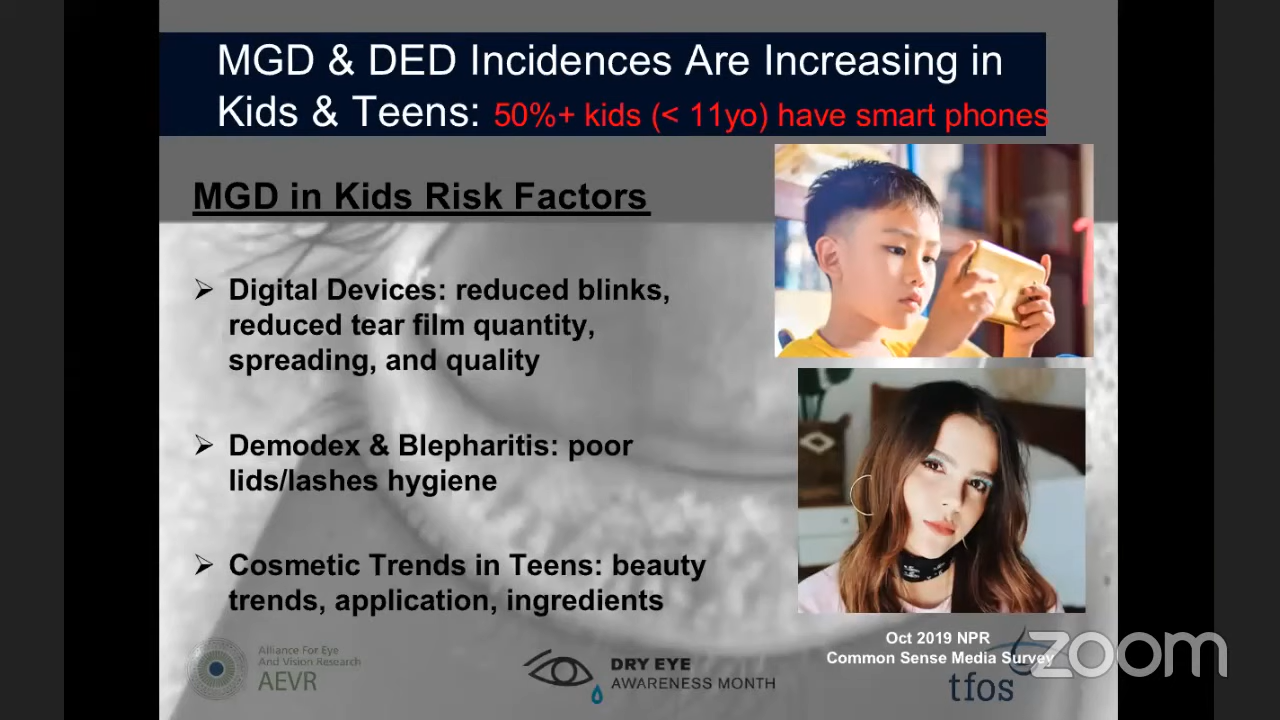 MGD & DED Incidences Are Increasing in
Kids & Teens: 50%+ kids (< 11yo) have smart phones
MGD in Kids Risk Factors
➢ Digital Devices: reduced blinks,
reduced tear film quantity,
spreading, and quality
➢ Demodex & Blepharitis: poor
lids/lashes hygiene
➢ Cosmetic Trends in Teens: beauty
trends, application, ingredients
Oct 2019 NPR
Common Sense Media Survey
Alliance For Eye
And Vision Research
AEVR
DRY EYE
AWARENESS MONTH
tfos
zoom